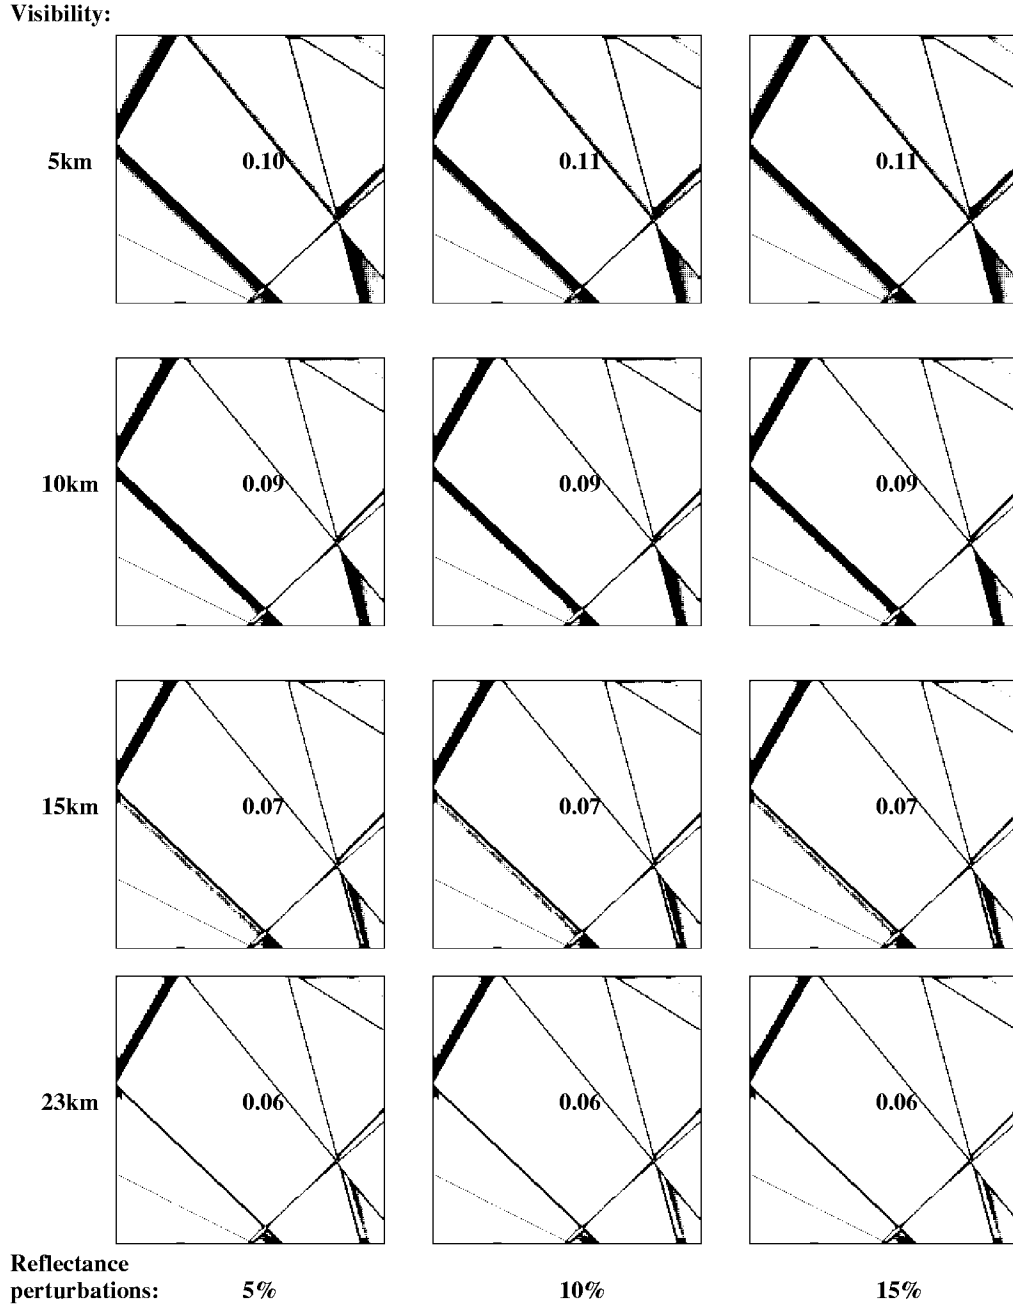 Visibility:
5km 0.10 0.11 0.11
10km 0.09 0.09 0.09
15km 0.07 0.07 0.07
23km 0.06 0.06 0.06
Reflectance
perturbations: 5% 10% 15%